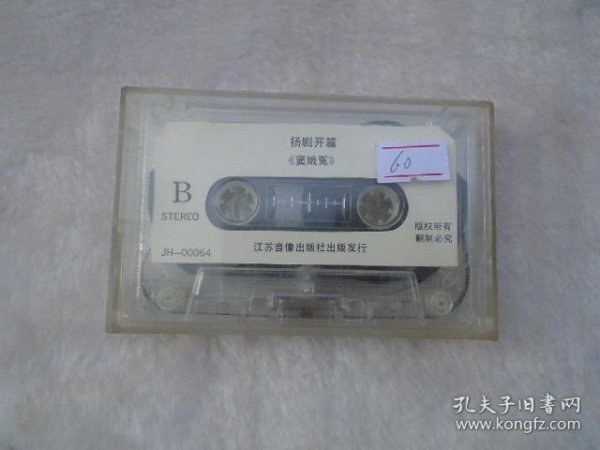 扬剧开篇
《窦娥冤》
60
B
STEREO
版权所有
翻制必究
JH—00064
江苏音像出版社出版发行
孔夫子旧书网
www.kongfz.com